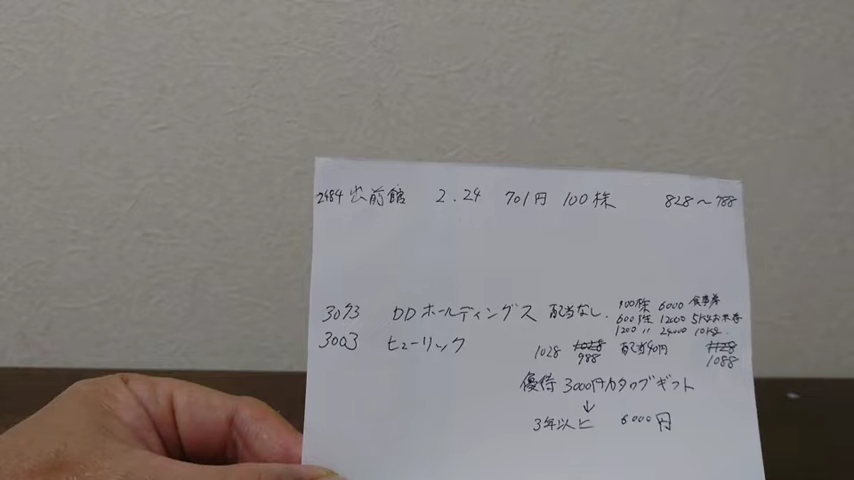 2484 出前館 2.24 701円 100株 828～788
3073 DDホールディングス 配当なし. 100株 6000 食事券
600株 12000 5Kgお米等
1200 〃 24000 10Kg.
3003 ヒューリック 1028 988 配当40円 1088
優待 3000円カタログギフト
↓
3年以上 6000円